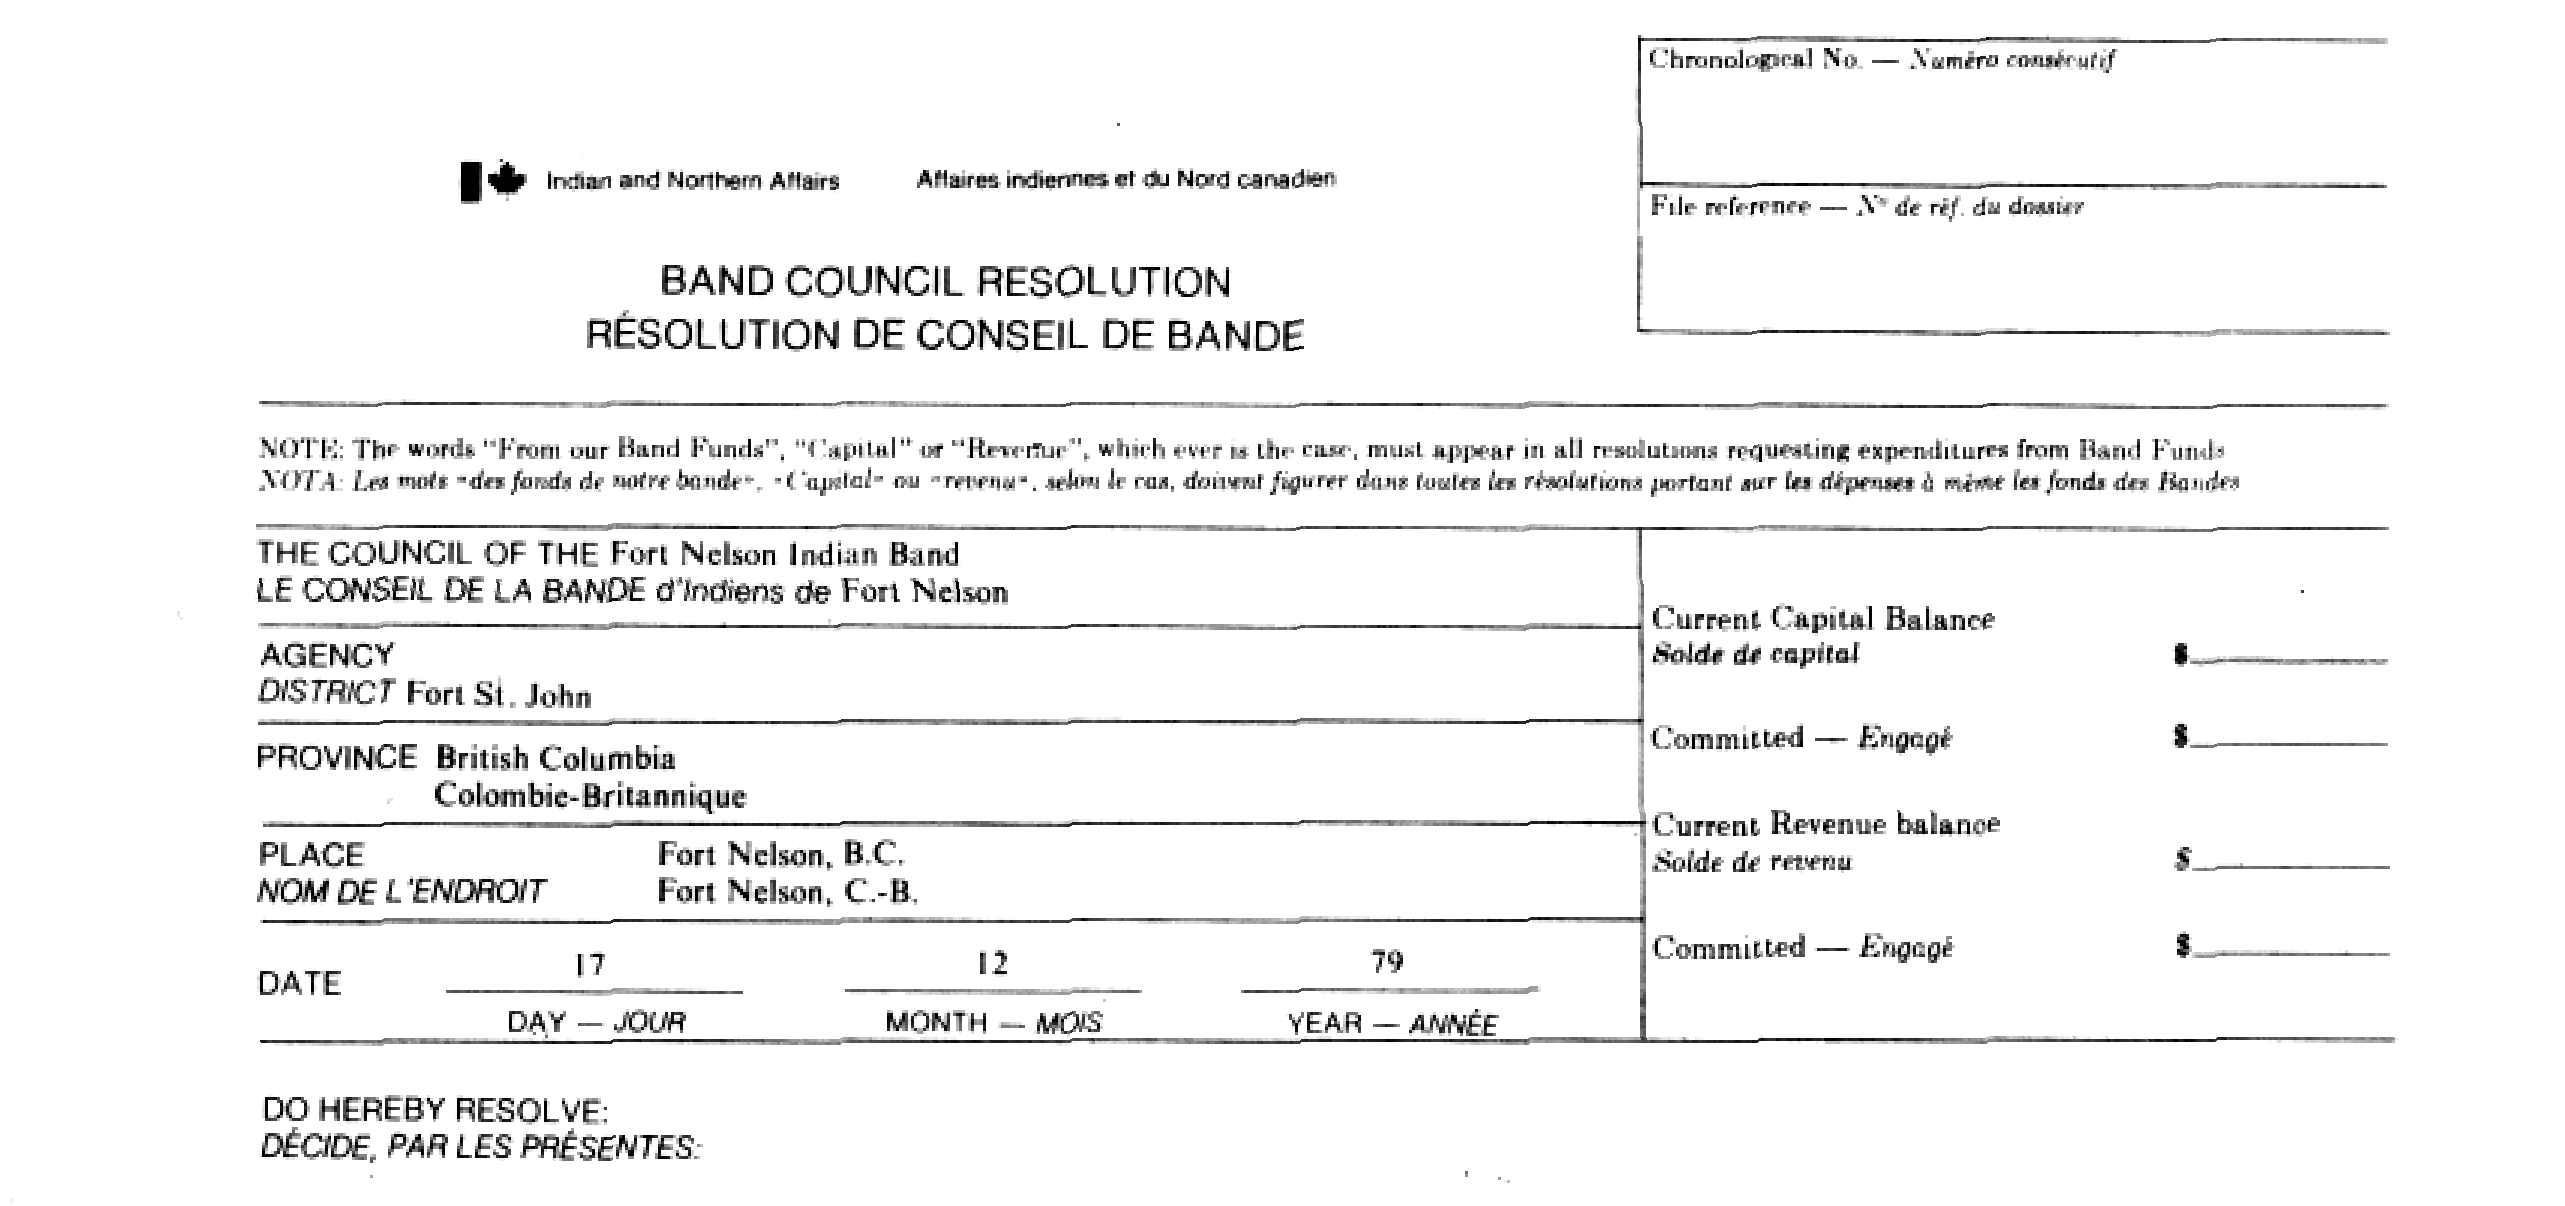 Chronological No. — Numéro consécutif
Indian and Northern Affairs Affaires indiennes et du Nord canadien
File reference — N° de réf. du dossier
BAND COUNCIL RESOLUTION
RÉSOLUTION DE CONSEIL DE BANDE
NOTE: The words "From our Band Funds", "Capital" or "Revenue", which ever is the case, must appear in all resolutions requesting expenditures from Band Funds
NOTA: Les mots «des fonds de notre bande», «Capital» ou «revenu», selon le cas, doivent figurer dans toutes les résolutions portant sur les dépenses à même les fonds des Bandes
THE COUNCIL OF THE Fort Nelson Indian Band
LE CONSEIL DE LA BANDE d'Indiens de Fort Nelson
AGENCY
DISTRICT Fort St. John
PROVINCE British Columbia
Colombie-Britannique
PLACE Fort Nelson, B.C.
NOM DE L'ENDROIT Fort Nelson, C.-B.
DATE 17 12 79
DAY — JOUR MONTH — MOIS YEAR — ANNÉE
Current Capital Balance
Solde de capital $
Committed — Engagé $
Current Revenue balance
Solde de revenu $
Committed — Engagé $
DO HEREBY RESOLVE:
DÉCIDE, PAR LES PRÉSENTES: